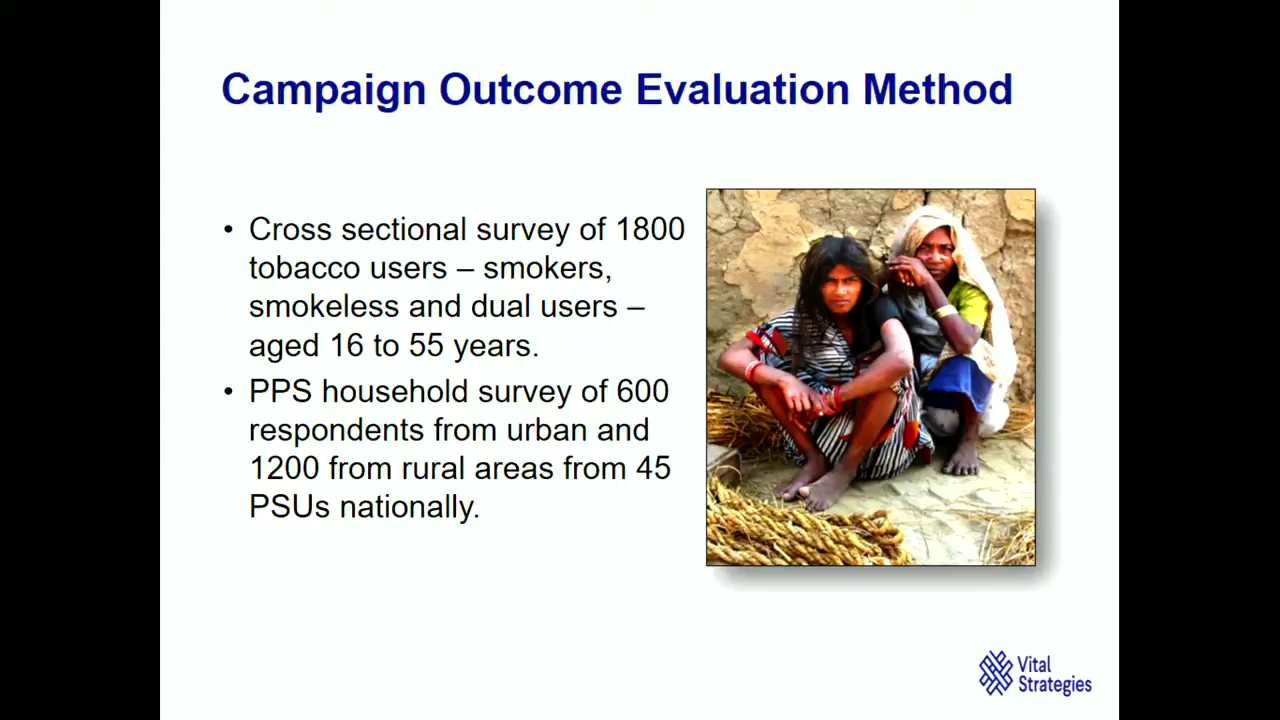 Campaign Outcome Evaluation Method
• Cross sectional survey of 1800
tobacco users – smokers,
smokeless and dual users –
aged 16 to 55 years.
• PPS household survey of 600
respondents from urban and
1200 from rural areas from 45
PSUs nationally.
Vital
Strategies